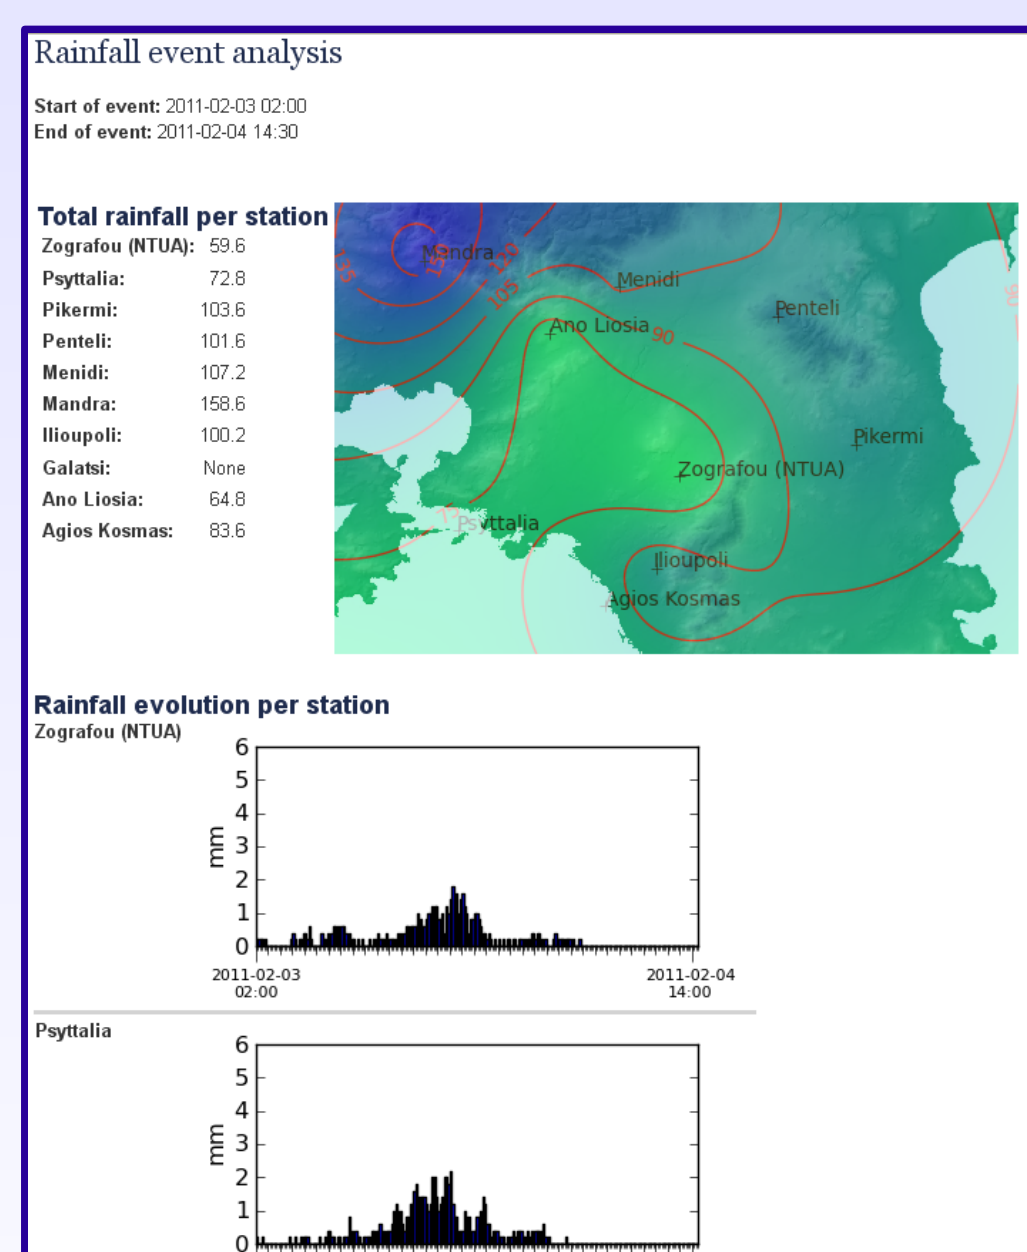 Rainfall event analysis
Start of event: 2011-02-03 02:00
End of event: 2011-02-04 14:30
Total rainfall per station
Zografou (NTUA): 59.6
Psyttalia: 72.8
Pikermi: 103.6
Penteli: 101.6
Menidi: 107.2
Mandra: 158.6
Ilioupoli: 100.2
Galatsi: None
Ano Liosia: 64.8
Agios Kosmas: 83.6
Mandra
150
135
120
105
Menidi
Penteli
90
Ano Liosia
90
Pikermi
Zografou (NTUA)
75
Psyttalia
Ilioupoli
Agios Kosmas
Rainfall evolution per station
Zografou (NTUA)
6
5
4
3
2
1
0
mm
2011-02-03
02:00
2011-02-04
14:00
Psyttalia
6
5
4
3
2
1
0
mm